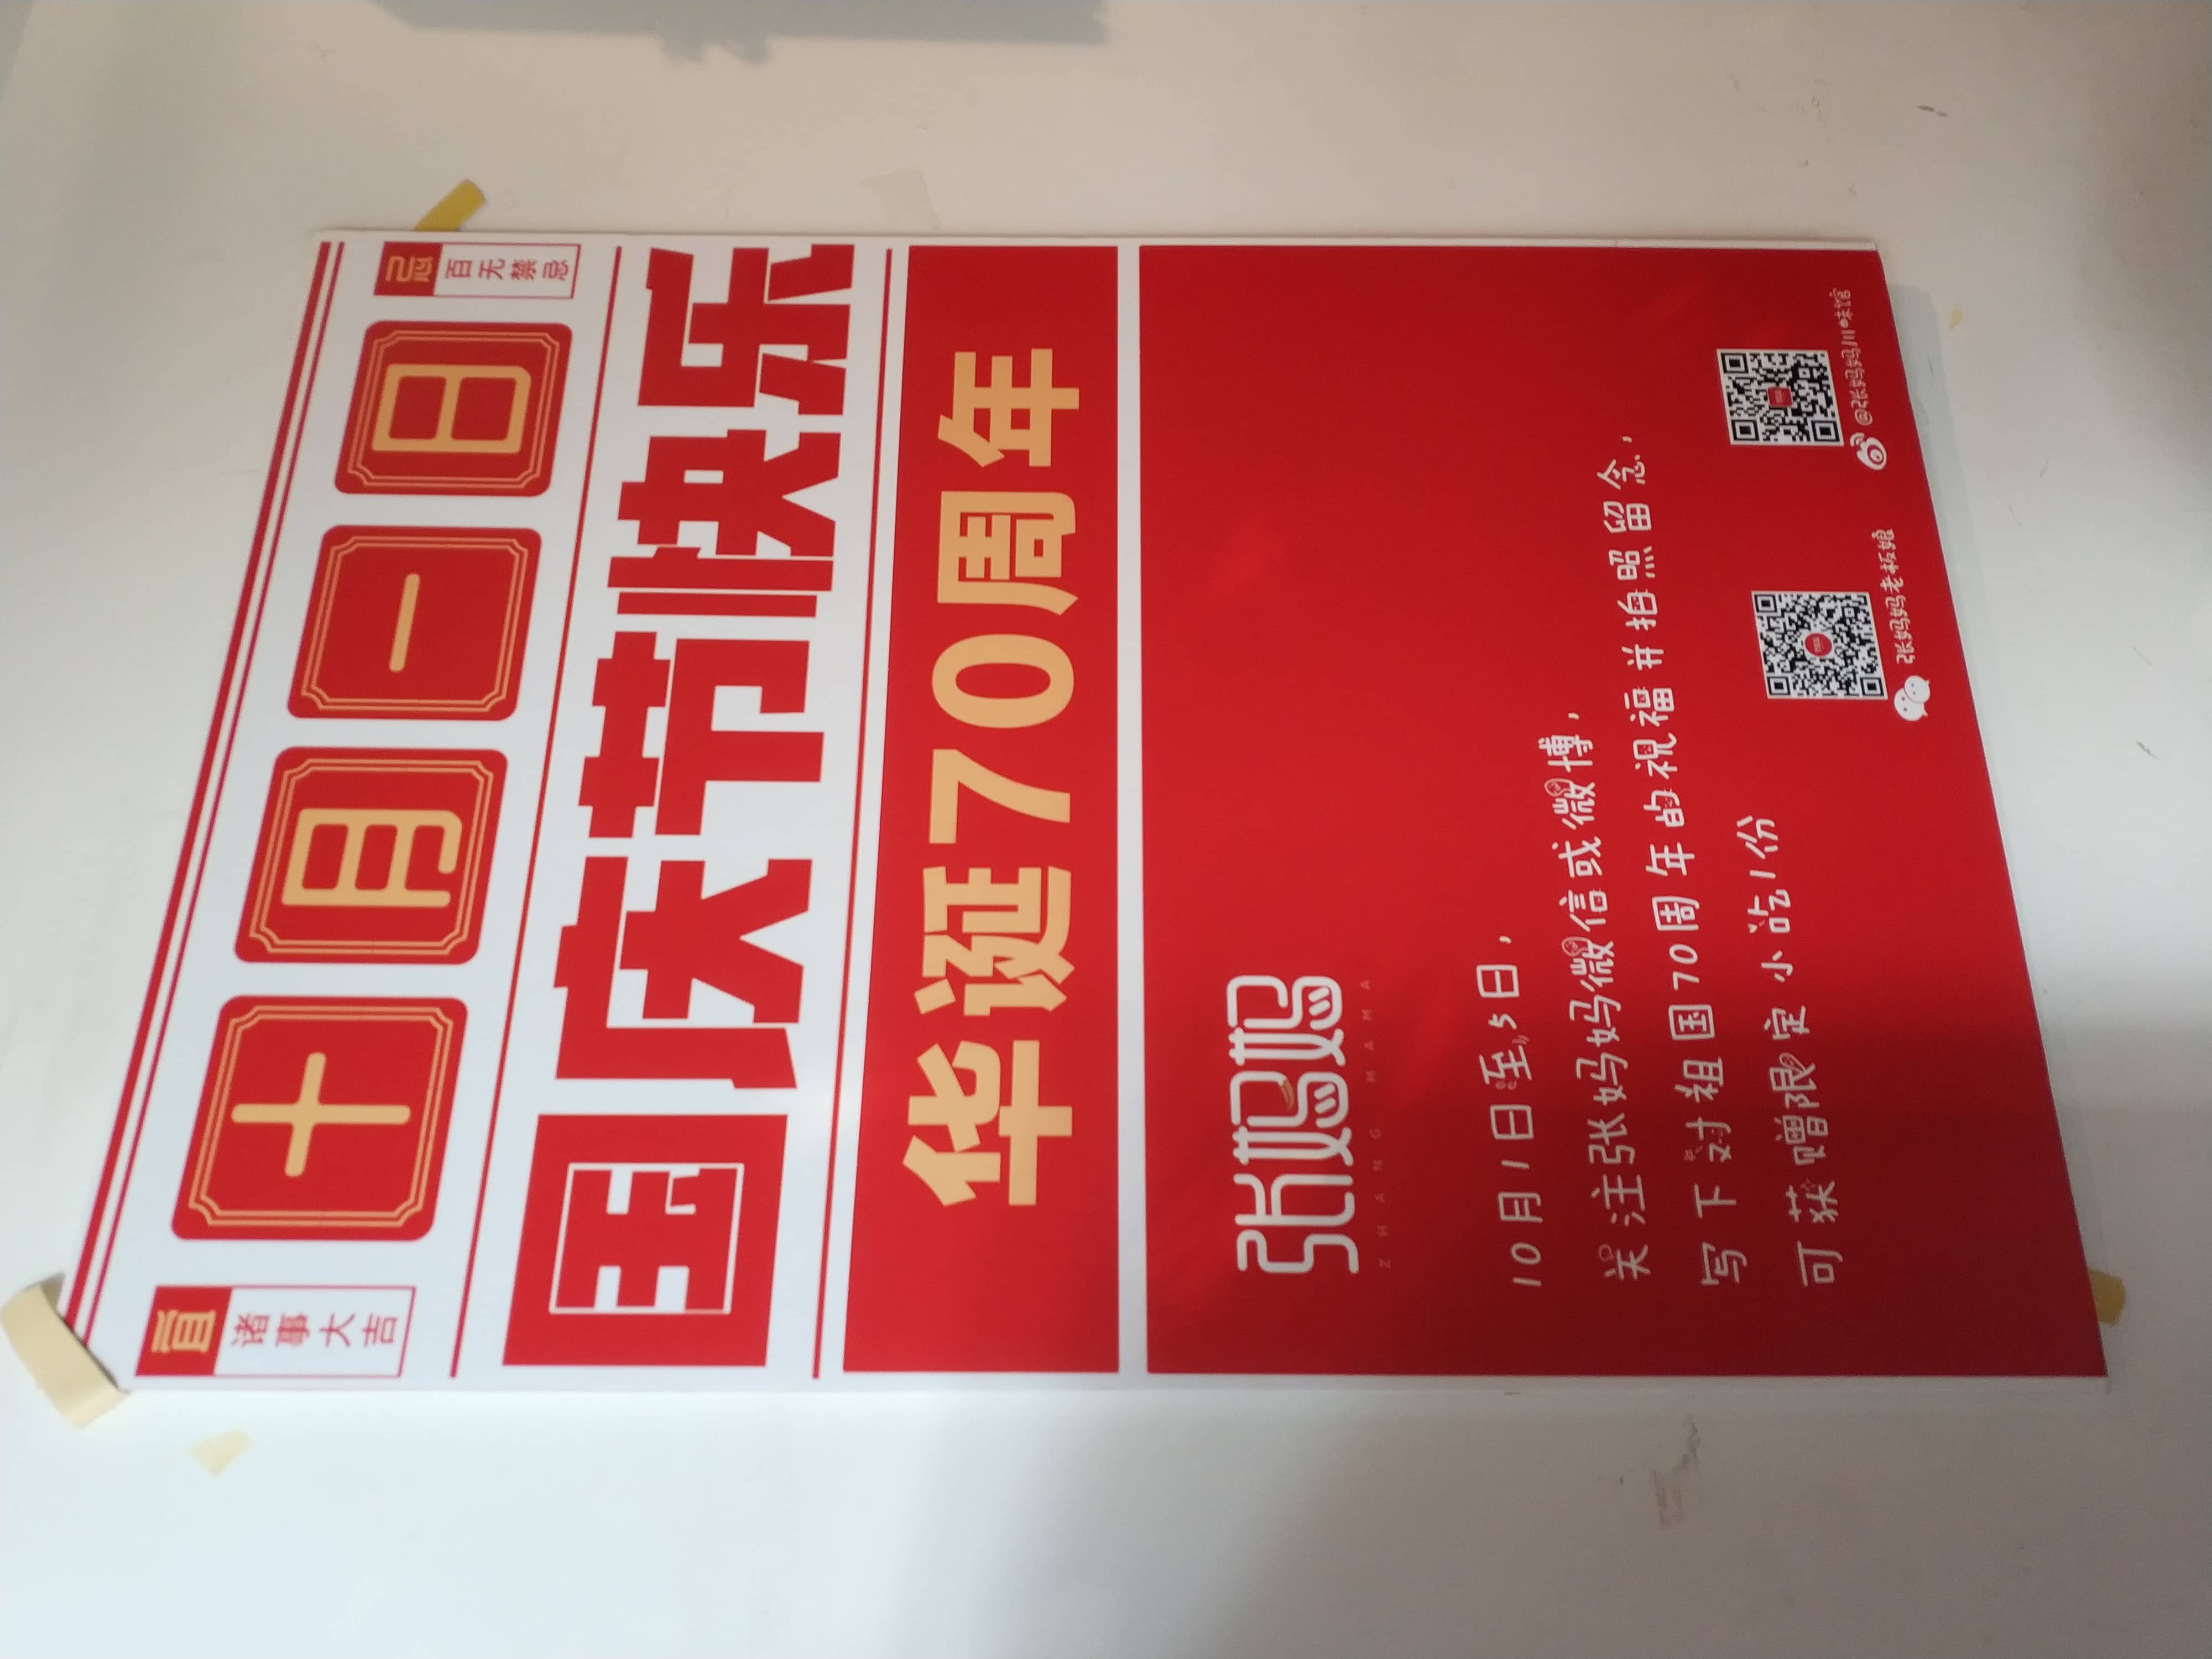 宜
诸事大吉
十月一日
忌
百无禁忌
国庆节快乐
华诞70周年
张妈妈
ZHANG MAMA
10月1日至5日，
关注张妈妈微信或微博，
写下对祖国70周年的祝福并拍照留念，
可获赠限定小吃1份
张妈妈老板娘
@张妈妈川味馆